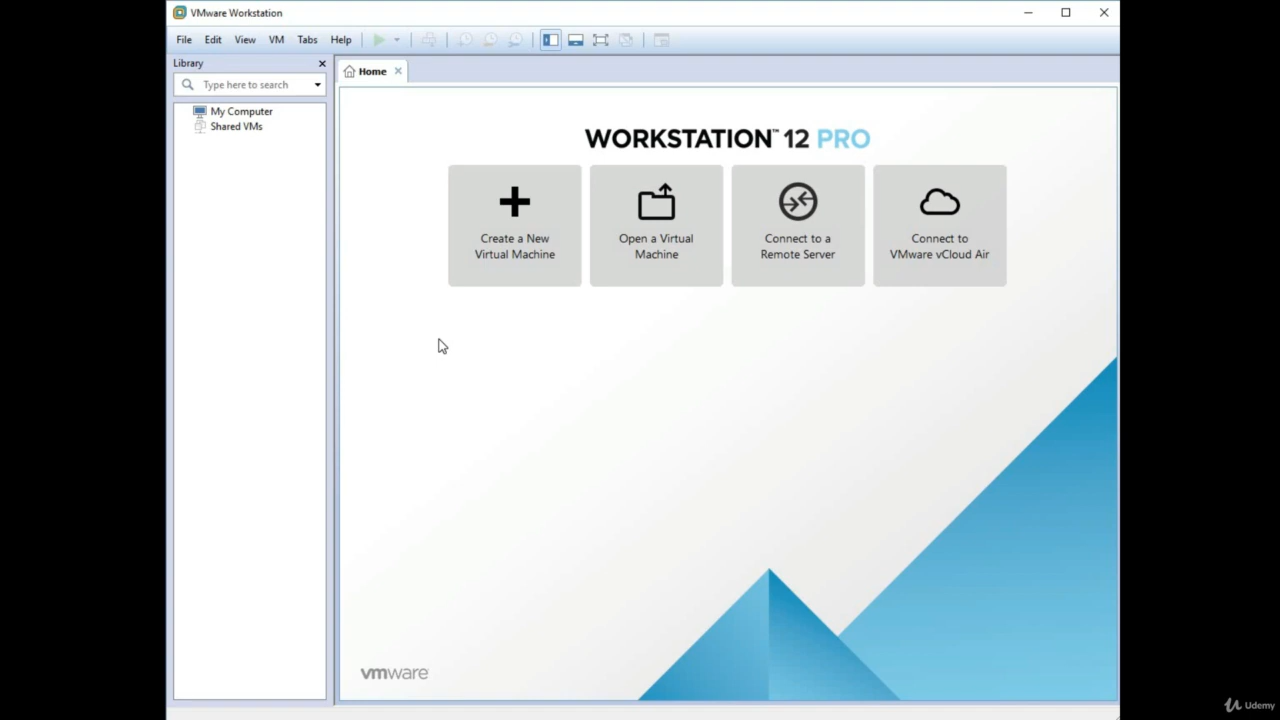 VMware Workstation
File Edit View VM Tabs Help
Library
Type here to search
My Computer
Shared VMs
Home
WORKSTATION™ 12 PRO
Create a New
Virtual Machine
Open a Virtual
Machine
Connect to a
Remote Server
Connect to
VMware vCloud Air
vmware
Udemy